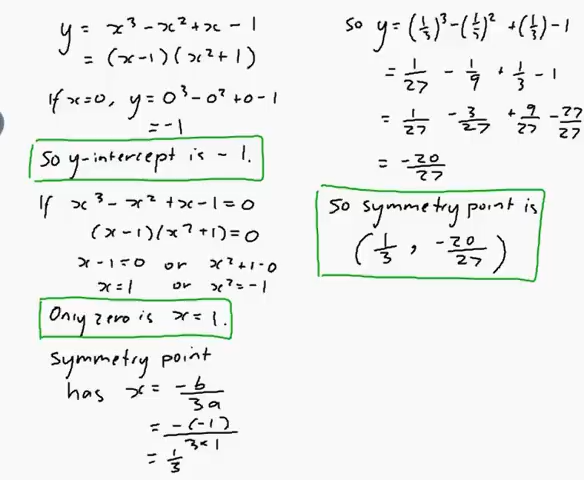 y = x³ - x² + x - 1
= (x-1)(x²+1)
If x=0, y = 0³ - 0² + 0 - 1
= -1
So y-intercept is -1.
If x³ - x² + x - 1 = 0
(x-1)(x²+1) = 0
x-1=0 or x²+1-0
x=1 or x²=-1
Only zero is x = 1.
Symmetry point
has x = -b/3a
= -(-1)/3×1
= 1/3
So y = (1/3)³ - (1/3)² + (1/3) - 1
= 1/27 - 1/9 + 1/3 - 1
= 1/27 - 3/27 + 9/27 - 27/27
= -20/27
So symmetry point is
(1/3, -20/27)